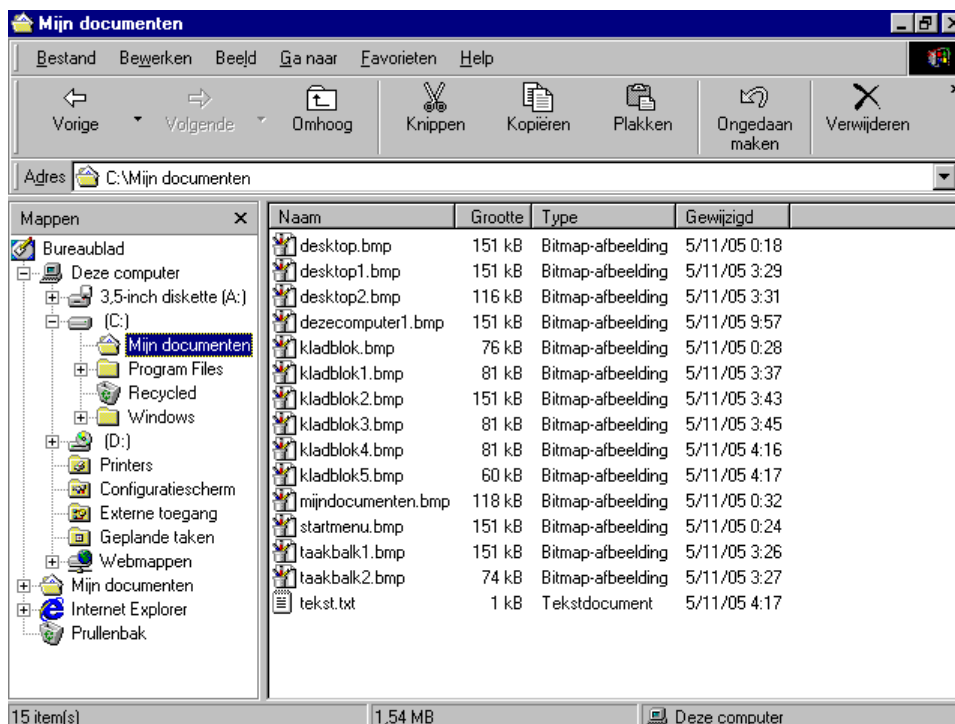 Mijn documenten
Bestand Bewerken Beeld Ga naar Favorieten Help
Vorige Volgende Omhoog Knippen Kopiëren Plakken Ongedaan maken Verwijderen
Adres C:\Mijn documenten
Mappen
Bureaublad
Deze computer
3,5-inch diskette (A:)
(C:)
Mijn documenten
Program Files
Recycled
Windows
(D:)
Printers
Configuratiescherm
Externe toegang
Geplande taken
Webmappen
Mijn documenten
Internet Explorer
Prullenbak
Naam Grootte Type Gewijzigd
desktop.bmp 151 kB Bitmap-afbeelding 5/11/05 0:18
desktop1.bmp 151 kB Bitmap-afbeelding 5/11/05 3:29
desktop2.bmp 116 kB Bitmap-afbeelding 5/11/05 3:31
dezecomputer1.bmp 151 kB Bitmap-afbeelding 5/11/05 9:57
kladblok.bmp 76 kB Bitmap-afbeelding 5/11/05 0:28
kladblok1.bmp 81 kB Bitmap-afbeelding 5/11/05 3:37
kladblok2.bmp 151 kB Bitmap-afbeelding 5/11/05 3:43
kladblok3.bmp 81 kB Bitmap-afbeelding 5/11/05 3:45
kladblok4.bmp 81 kB Bitmap-afbeelding 5/11/05 4:16
kladblok5.bmp 60 kB Bitmap-afbeelding 5/11/05 4:17
mijndocumenten.bmp 118 kB Bitmap-afbeelding 5/11/05 0:32
startmenu.bmp 151 kB Bitmap-afbeelding 5/11/05 0:24
taakbalk1.bmp 151 kB Bitmap-afbeelding 5/11/05 3:26
taakbalk2.bmp 74 kB Bitmap-afbeelding 5/11/05 3:27
tekst.txt 1 kB Tekstdocument 5/11/05 4:17
15 item(s) 1,54 MB Deze computer